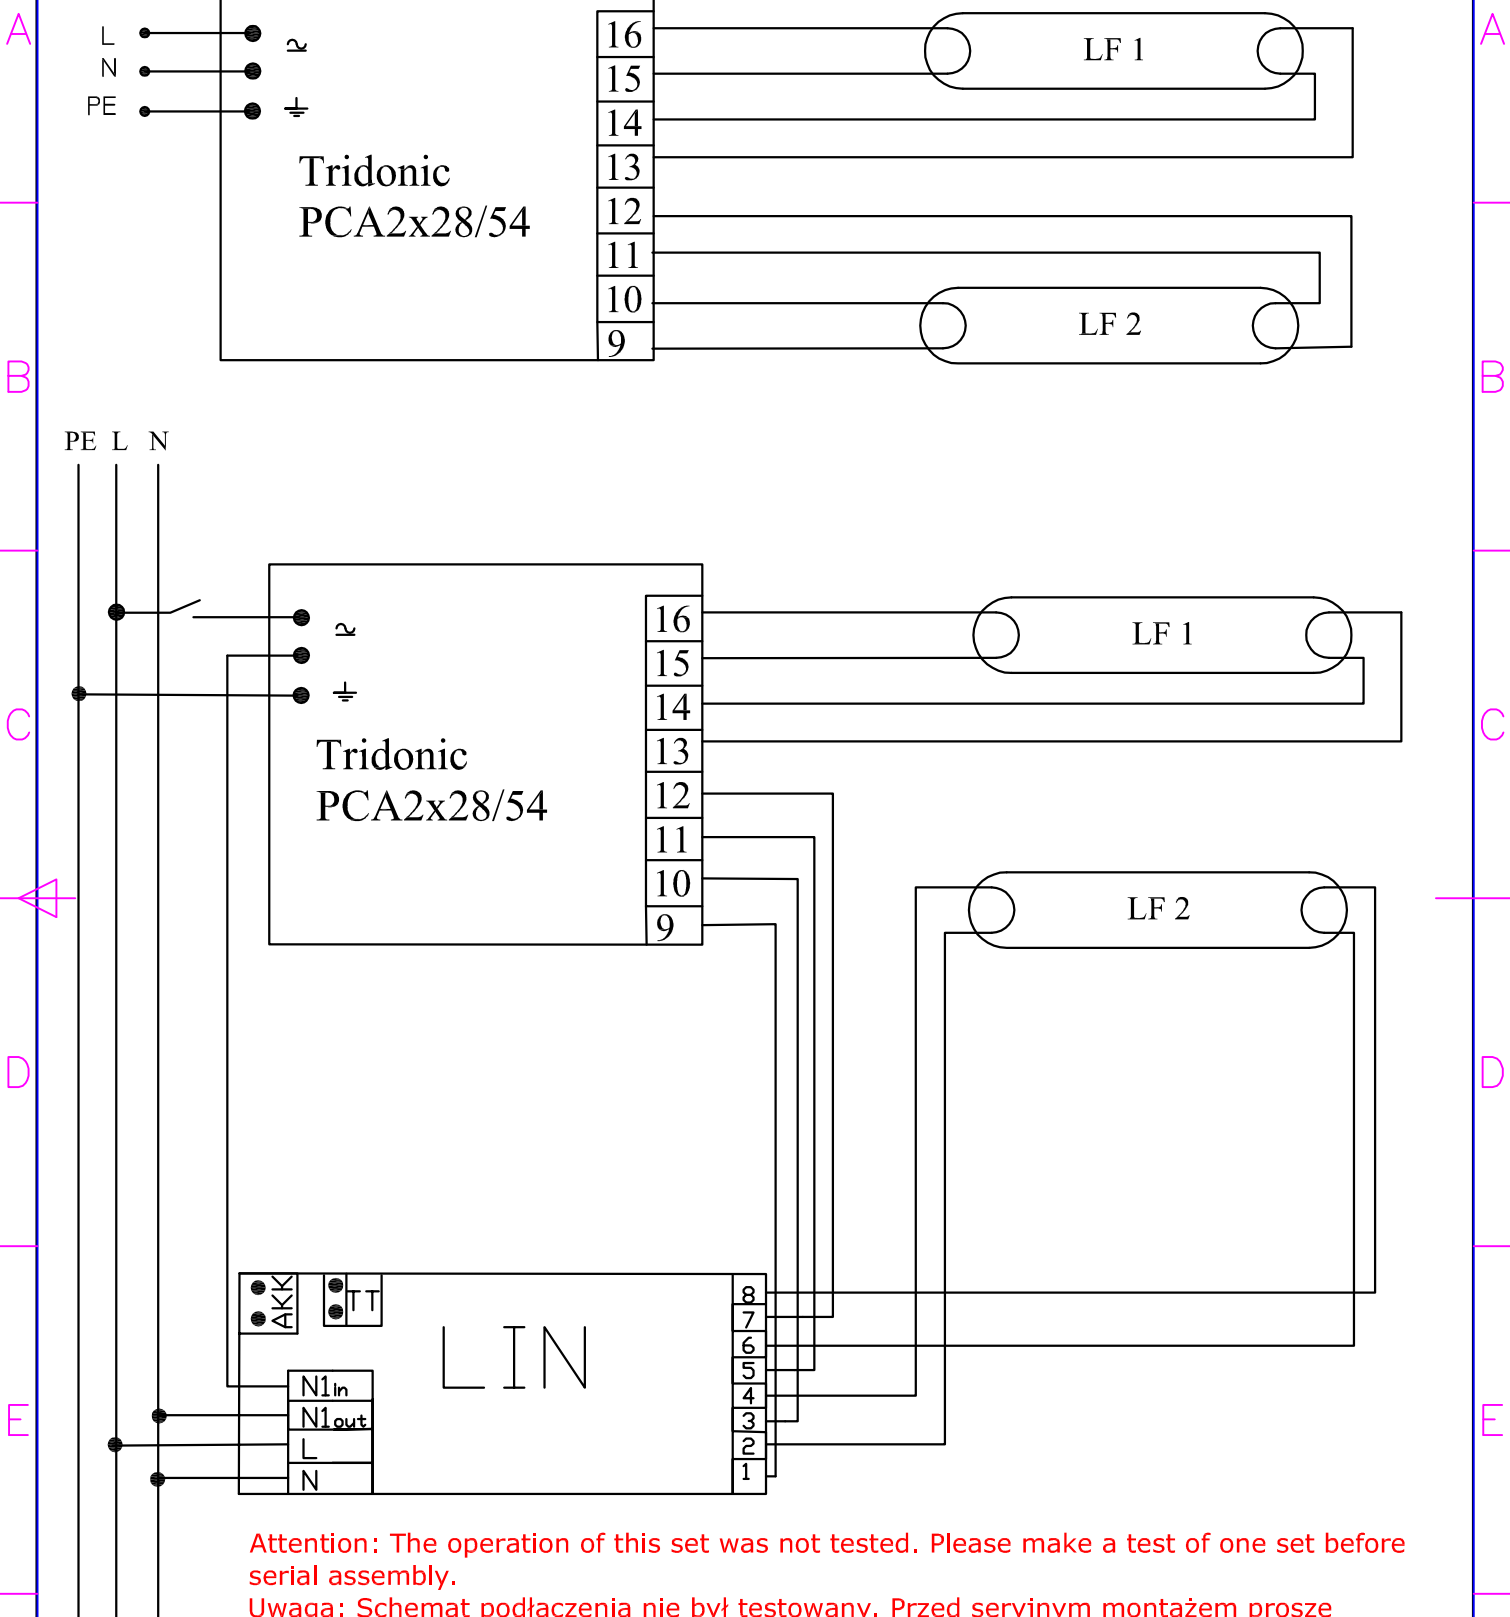 A
A
L
N
PE
16
15
14
13
12
11
10
9
Tridonic
PCA2x28/54
LF 1
LF 2
B
B
PE L N
16
15
14
13
12
11
10
9
Tridonic
PCA2x28/54
LF 1
LF 2
C
C
D
D
AKK
TT
LIN
8
7
6
5
4
3
2
1
N1in
N1out
L
N
E
E
Attention: The operation of this set was not tested. Please make a test of one set before
serial assembly.
Uwaga: Schemat podłączenia nie był testowany. Przed seryjnym montażem prosze